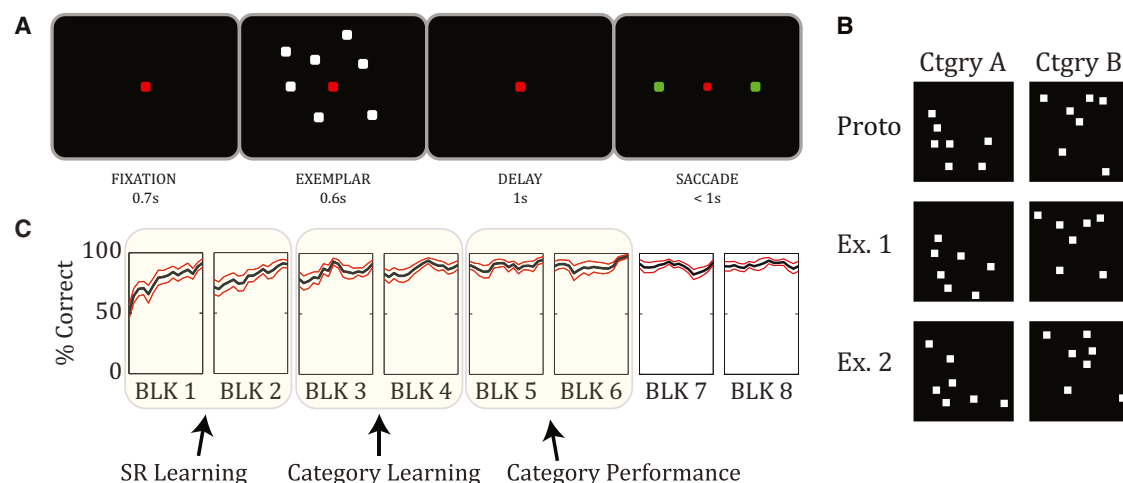 A
FIXATION
0.7s
EXEMPLAR
0.6s
DELAY
1s
SACCADE
< 1s
B
Ctgry A
Ctgry B
Proto
Ex. 1
Ex. 2
C
% Correct
100
50
0
BLK 1
BLK 2
BLK 3
BLK 4
BLK 5
BLK 6
BLK 7
BLK 8
SR Learning
Category Learning
Category Performance